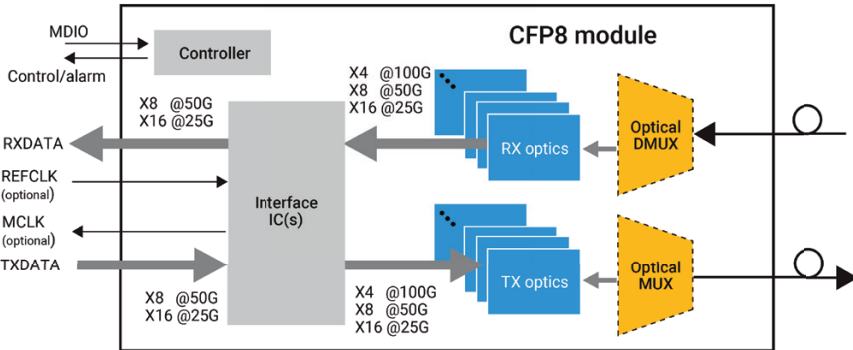 CFP8 module
MDIO
Control/alarm
Controller
X8 @50G
X16 @25G
X4 @100G
X8 @50G
X16 @25G
RXDATA
REFCLK
(optional)
MCLK
(optional)
TXDATA
Interface
IC(s)
RX optics
Optical
DMUX
TX optics
Optical
MUX
X8 @50G
X16 @25G
X4 @100G
X8 @50G
X16 @25G